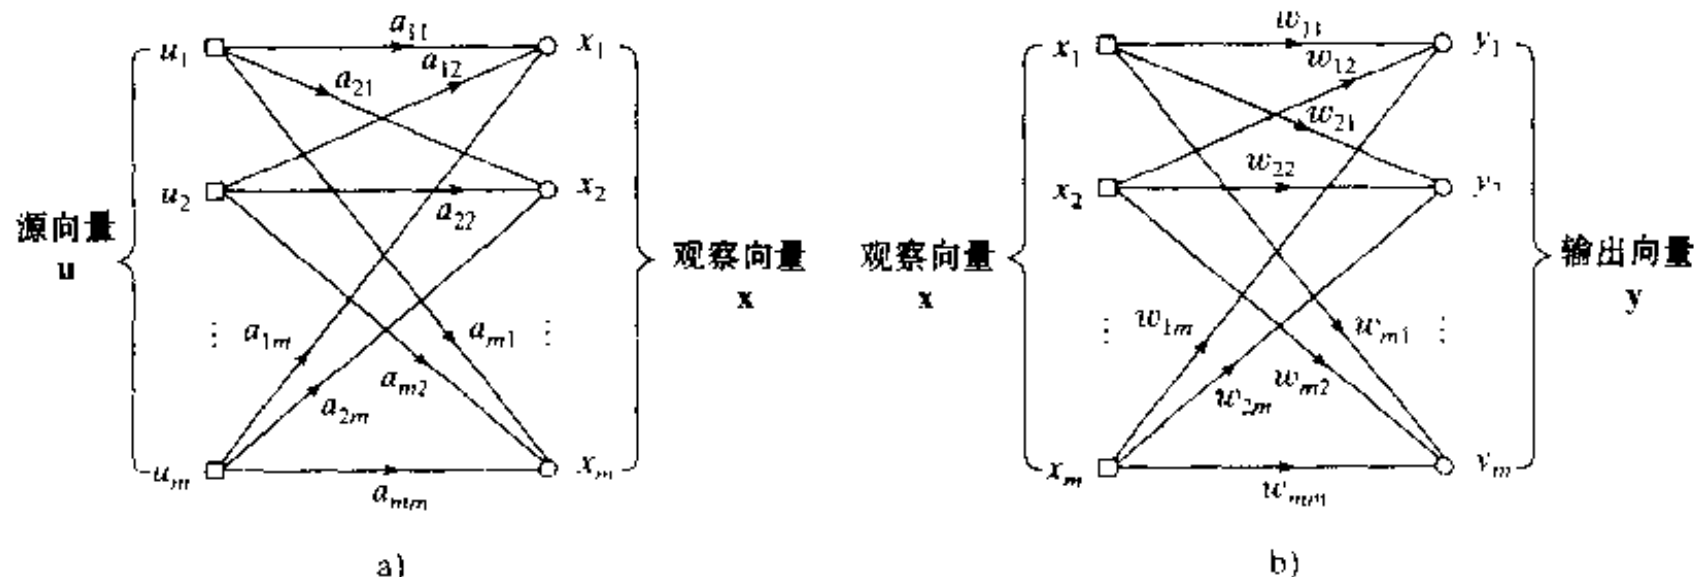 u₁
a₁₁
x₁
a₁₂
a₂₁
u₂
a₂₂
x₂
源向量
u
观察向量
x
⋮
a₁ₘ
aₘ₁
⋮
aₘ₂
a₂ₘ
uₘ
aₘₘ
xₘ
a)
x₁
w₁₁
y₁
w₁₂
w₂₁
x₂
w₂₂
y₂
观察向量
x
输出向量
y
⋮
w₁ₘ
wₘ₁
⋮
wₘ₂
w₂ₘ
xₘ
wₘₘ
yₘ
b)